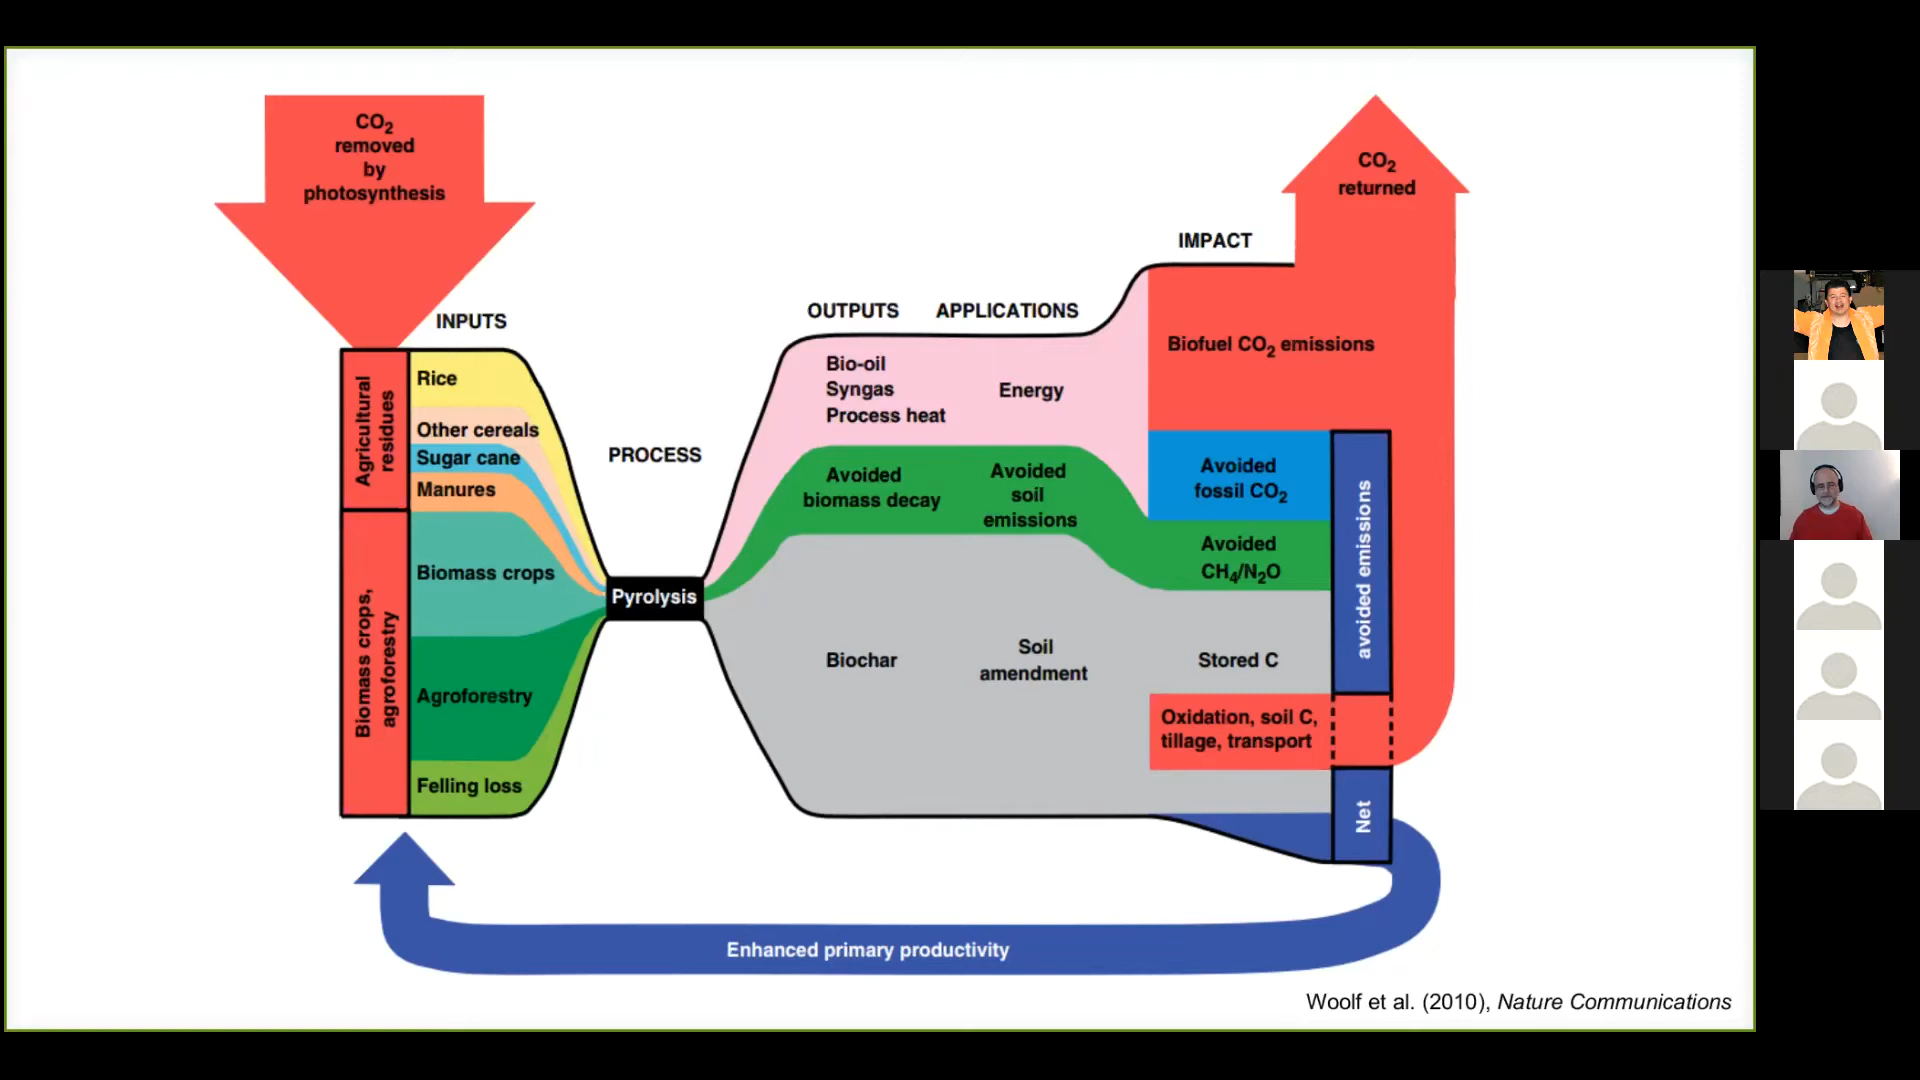 CO2
removed
by
photosynthesis
CO2
returned
IMPACT
INPUTS
OUTPUTS
APPLICATIONS
PROCESS
Agricultural
residues
Rice
Other cereals
Sugar cane
Manures
Biomass crops,
agroforestry
Biomass crops
Agroforestry
Felling loss
Pyrolysis
Bio-oil
Syngas
Process heat
Energy
Avoided
biomass decay
Avoided
soil
emissions
Biochar
Soil
amendment
Biofuel CO2 emissions
Avoided
fossil CO2
Avoided
CH4/N2O
Stored C
Oxidation, soil C,
tillage, transport
avoided emissions
Net
Enhanced primary productivity
Woolf et al. (2010), Nature Communications